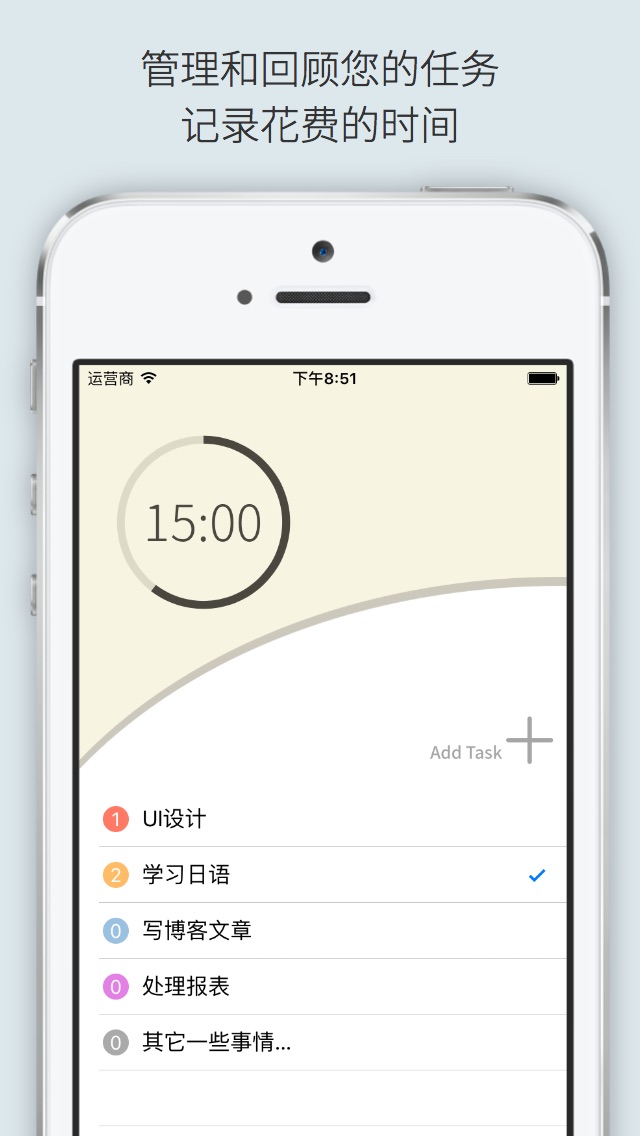 管理和回顾您的任务
记录花费的时间
运营商 下午8:51
15:00
Add Task
1 UI设计
2 学习日语
0 写博客文章
0 处理报表
0 其它一些事情...